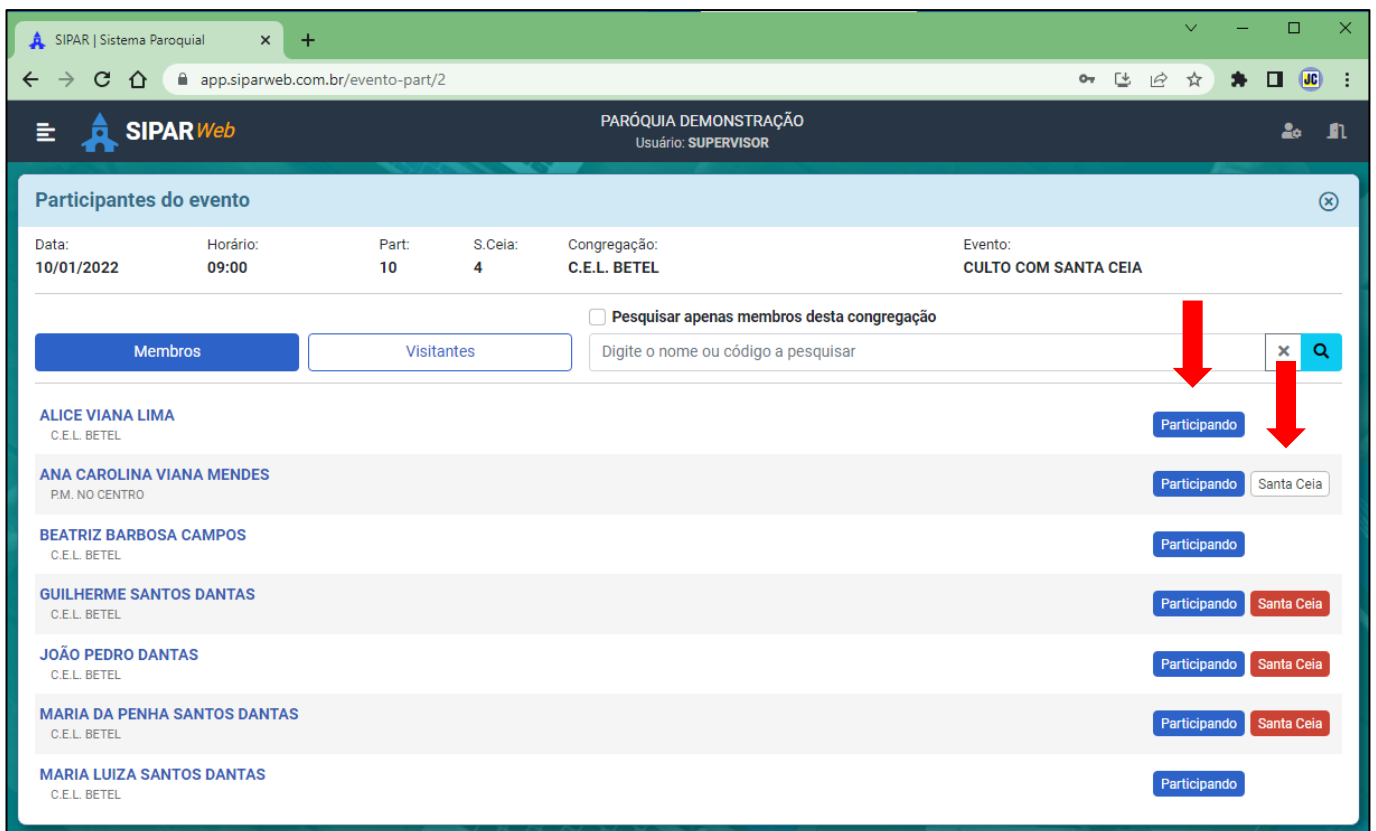 SIPAR | Sistema Paroquial
app.siparweb.com.br/evento-part/2
JC
SIPAR Web
PARÓQUIA DEMONSTRAÇÃO
Usuário: SUPERVISOR
Participantes do evento
Data: Horário: Part: S.Ceia: Congregação: Evento:
10/01/2022 09:00 10 4 C.E.L. BETEL CULTO COM SANTA CEIA
Pesquisar apenas membros desta congregação
Membros Visitantes Digite o nome ou código a pesquisar
ALICE VIANA LIMA
C.E.L. BETEL
Participando
ANA CAROLINA VIANA MENDES
P.M. NO CENTRO
Participando Santa Ceia
BEATRIZ BARBOSA CAMPOS
C.E.L. BETEL
Participando
GUILHERME SANTOS DANTAS
C.E.L. BETEL
Participando Santa Ceia
JOÃO PEDRO DANTAS
C.E.L. BETEL
Participando Santa Ceia
MARIA DA PENHA SANTOS DANTAS
C.E.L. BETEL
Participando Santa Ceia
MARIA LUIZA SANTOS DANTAS
C.E.L. BETEL
Participando